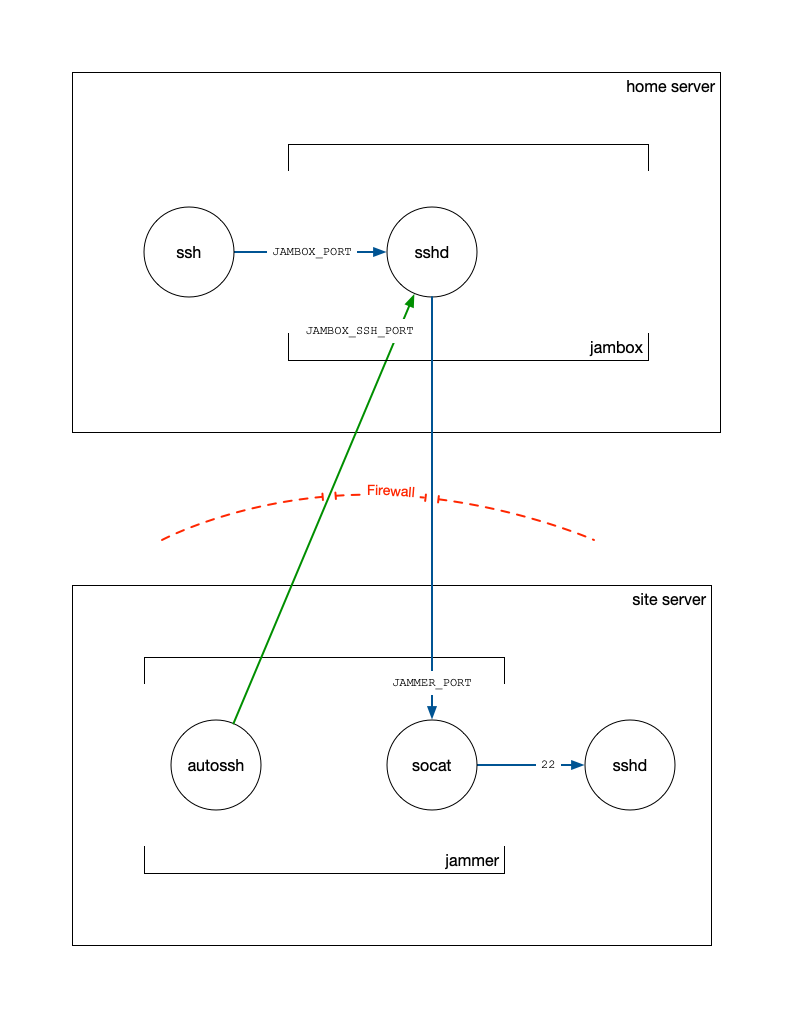 home server
ssh
JAMBOX_PORT
sshd
JAMBOX_SSH_PORT
jambox
Firewall
site server
JAMMER_PORT
autossh
socat
22
sshd
jammer